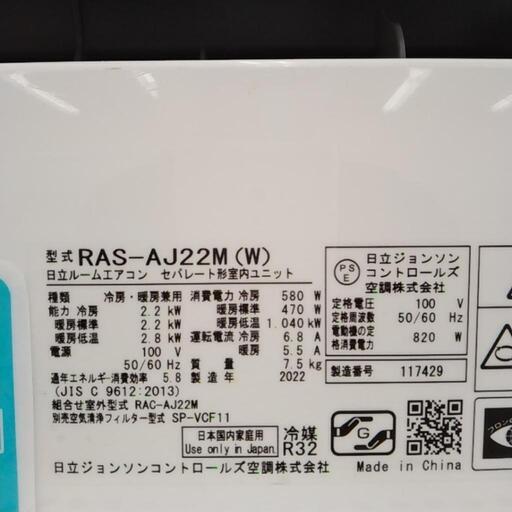 型式 RAS-AJ22M(W)
日立ルームエアコン セパレート形室内ユニット
種類 冷房・暖房兼用
能力 冷房 2.2 kW
暖房標準 2.2 kW
暖房低温 2.8 kW
電源 100 V
50/60 Hz
通年エネルギー消費効率 5.8
(JIS C 9612:2013)
組合せ室外型式 RAC-AJ22M
別売空気清浄フィルター型式 SP-VCF11
消費電力 冷房 580 W
暖房標準 470 W
暖房低温 1.040 kW
運転電流 冷房 6.8 A
暖房 5.5 A
質量 7.5 kg
製造年 2022
日本国内家庭用
Use only in Japan
冷媒
R32
日立ジョンソンコントロールズ空調株式会社
PSE
日立ジョンソン
コントロールズ
空調株式会社
定格電圧 100 V
定格周波数 50/60 Hz
電動機の定
格消費電力 820 W
製造番号 117429
G
Made in China
フロン